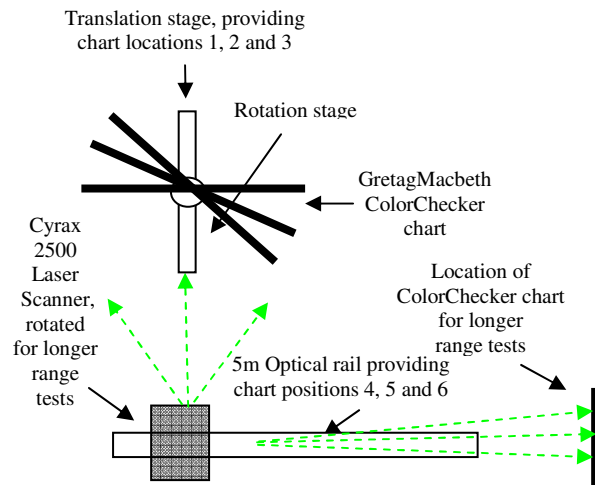 Translation stage, providing
chart locations 1, 2 and 3
Rotation stage
GretagMacbeth
ColorChecker
chart
Cyrax
2500
Laser
Scanner,
rotated
for longer
range
tests
Location of
ColorChecker chart
for longer
range tests
5m Optical rail providing
chart positions 4, 5 and 6